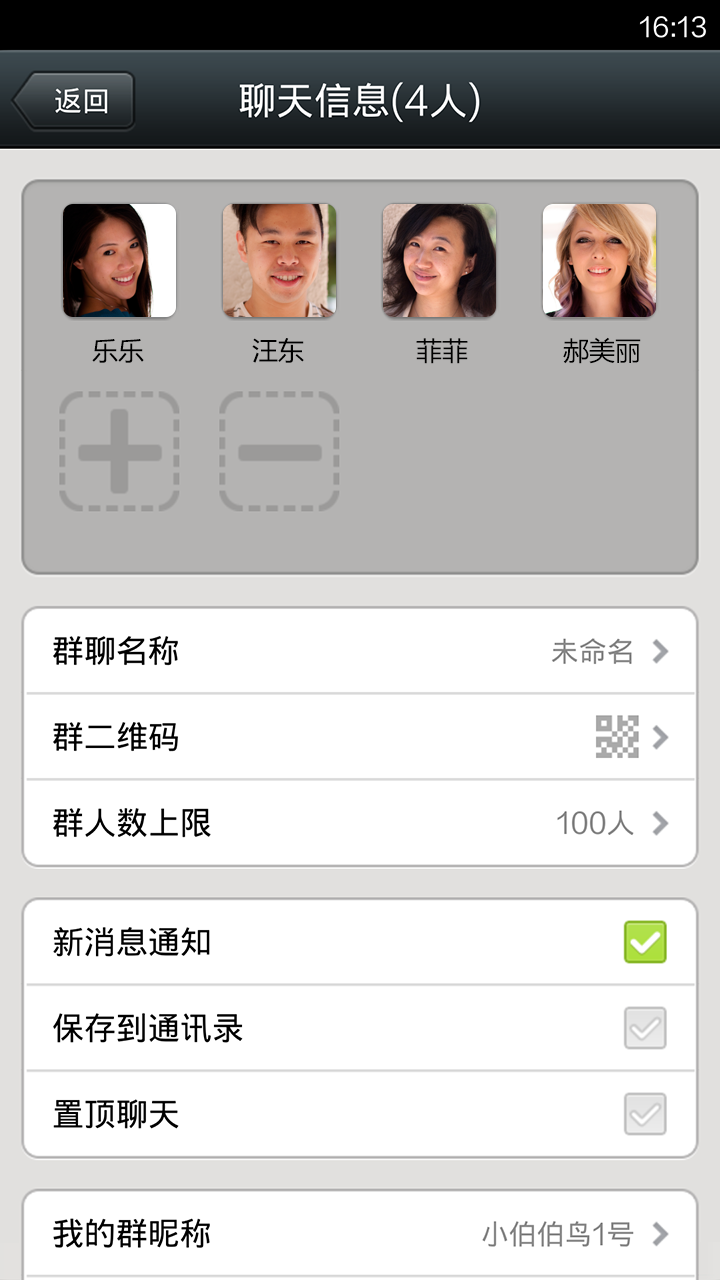 16:13
返回
聊天信息(4人)
乐乐 汪东 菲菲 郝美丽
群聊名称 未命名
群二维码
群人数上限 100人
新消息通知
保存到通讯录
置顶聊天
我的群昵称 小伯伯鸟1号